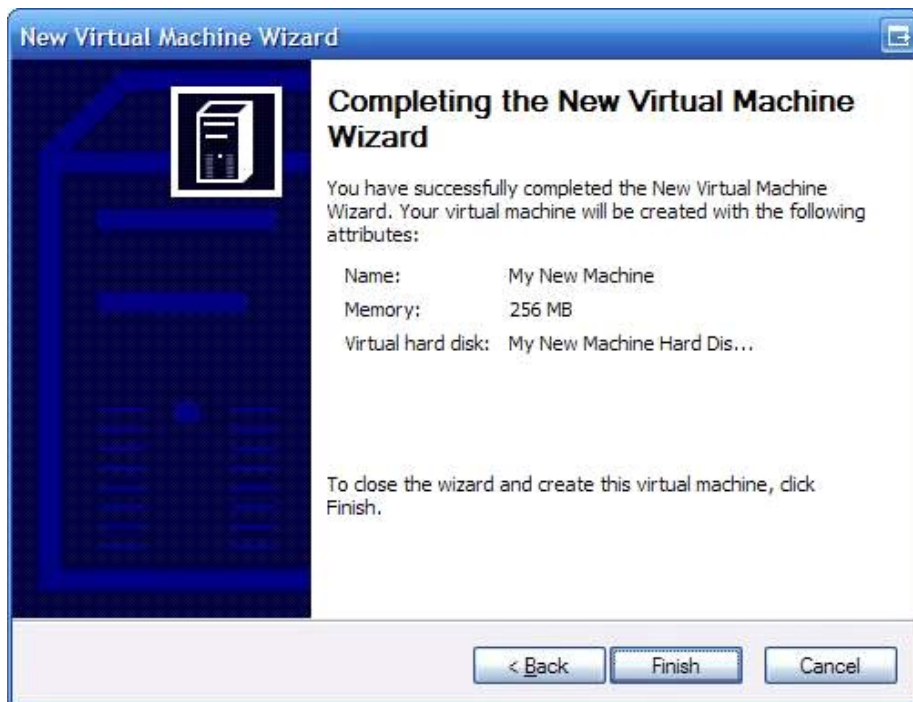 New Virtual Machine Wizard
Completing the New Virtual Machine
Wizard
You have successfully completed the New Virtual Machine
Wizard. Your virtual machine will be created with the following
attributes:
Name: My New Machine
Memory: 256 MB
Virtual hard disk: My New Machine Hard Dis...
To close the wizard and create this virtual machine, click
Finish.
< Back Finish Cancel